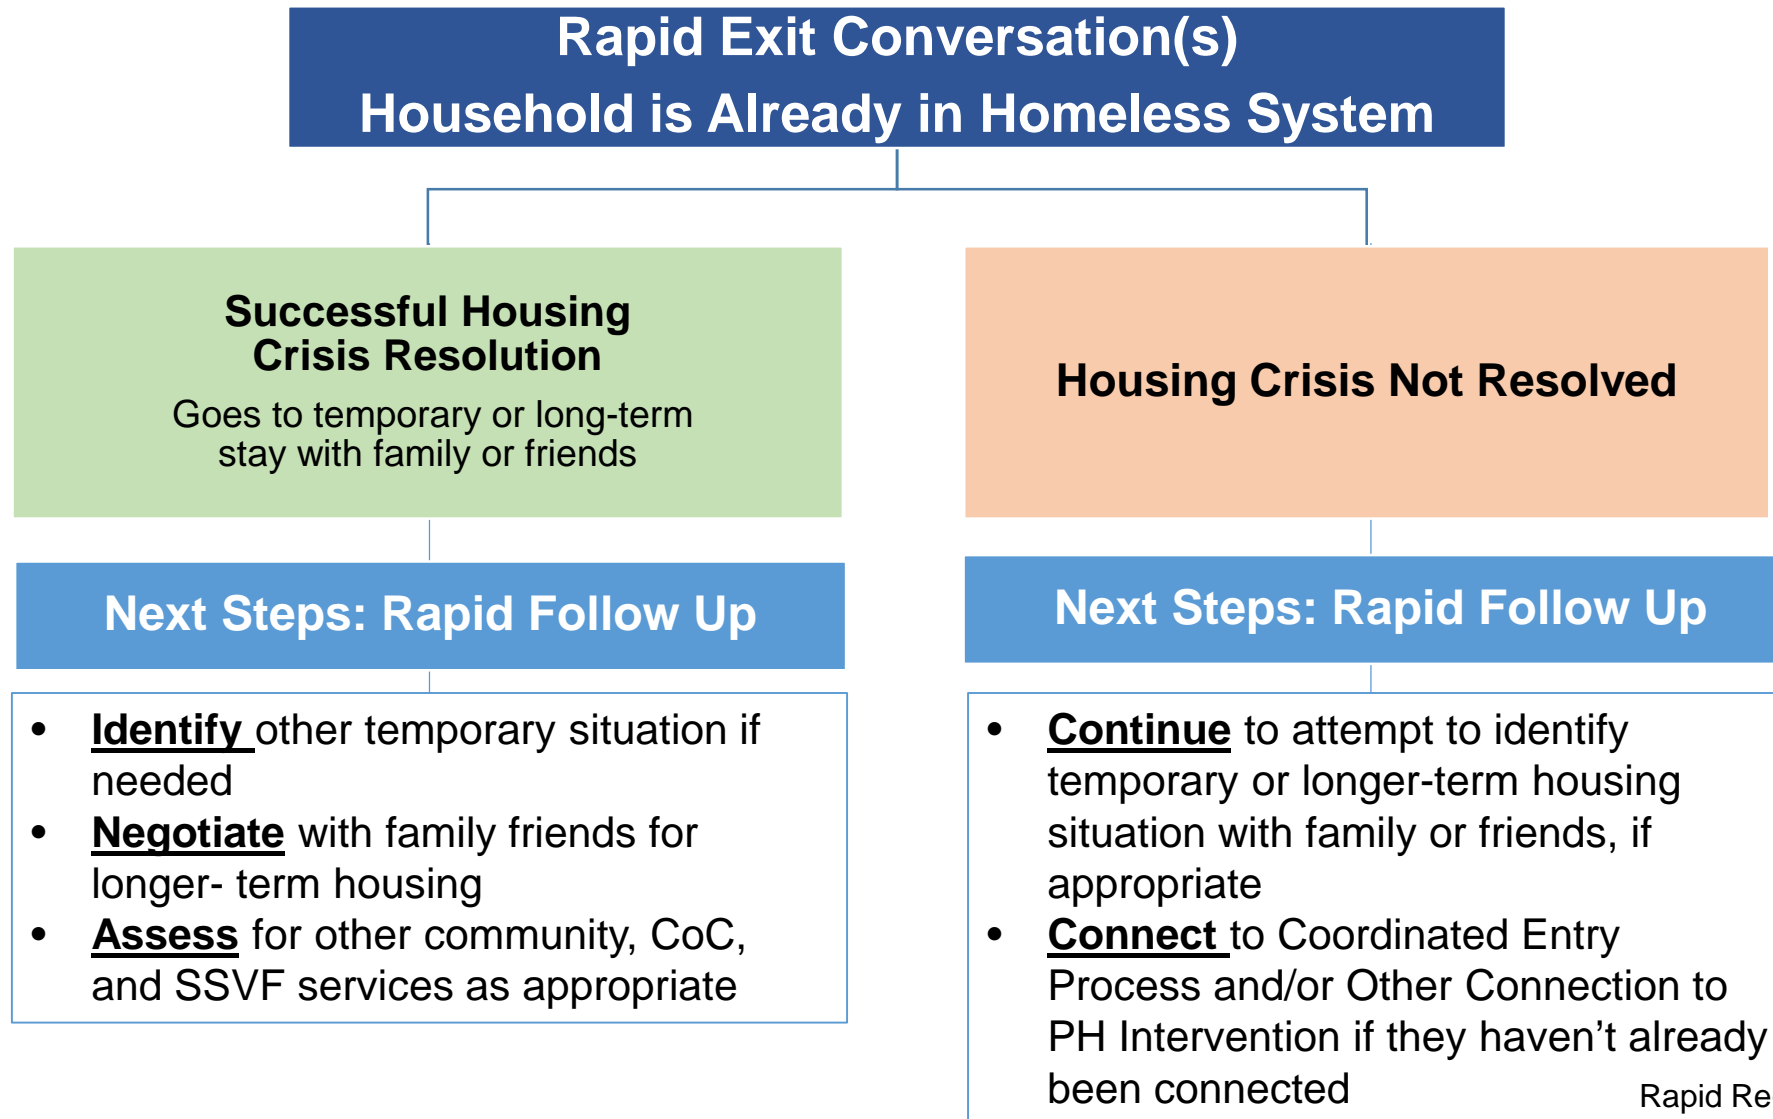 Rapid Exit Conversation(s)
Household is Already in Homeless System
Successful Housing
Crisis Resolution
Goes to temporary or long-term
stay with family or friends
Next Steps: Rapid Follow Up
• Identify other temporary situation if
needed
• Negotiate with family friends for
longer- term housing
• Assess for other community, CoC,
and SSVF services as appropriate
Housing Crisis Not Resolved
Next Steps: Rapid Follow Up
• Continue to attempt to identify
temporary or longer-term housing
situation with family or friends, if
appropriate
• Connect to Coordinated Entry
Process and/or Other Connection to
PH Intervention if they haven’t already
been connected
Rapid Re